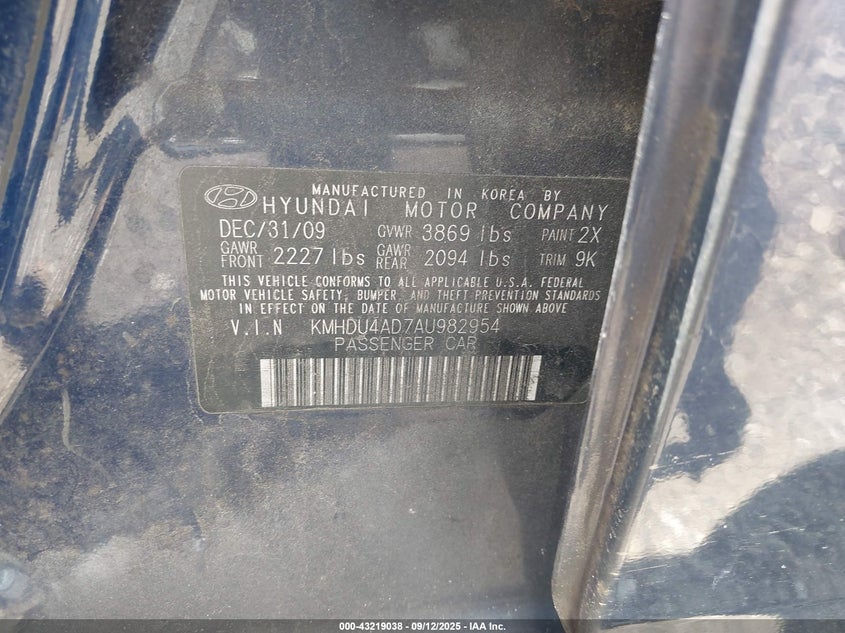 MANUFACTURED IN KOREA BY
HYUNDAI MOTOR COMPANY
DEC/31/09 GVWR 3869 lbs PAINT 2X
GAWR FRONT 2227 lbs GAWR REAR 2094 lbs TRIM 9K
THIS VEHICLE CONFORMS TO ALL APPLICABLE U.S.A. FEDERAL
MOTOR VEHICLE SAFETY, BUMPER, AND THEFT PREVENTION STANDARDS
IN EFFECT ON THE DATE OF MANUFACTURE SHOWN ABOVE
V.I.N KMHDU4AD7AU982954
PASSENGER CAR
000-43219038 - 09/12/2025 - IAA Inc.